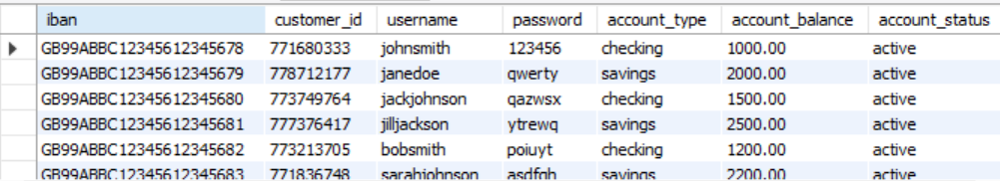 iban customer_id username password account_type account_balance account_status
GB99ABBC12345612345678 771680333 johnsmith 123456 checking 1000.00 active
GB99ABBC12345612345679 778712177 janedoe qwerty savings 2000.00 active
GB99ABBC12345612345680 773749764 jackjohnson qazwsx checking 1500.00 active
GB99ABBC12345612345681 777376417 jilljackson ytrewq savings 2500.00 active
GB99ABBC12345612345682 773213705 bobsmith poiuyt checking 1200.00 active
GB99ABBC12345612345683 771836748 sarahjohnson asdfgh savings 2200.00 active